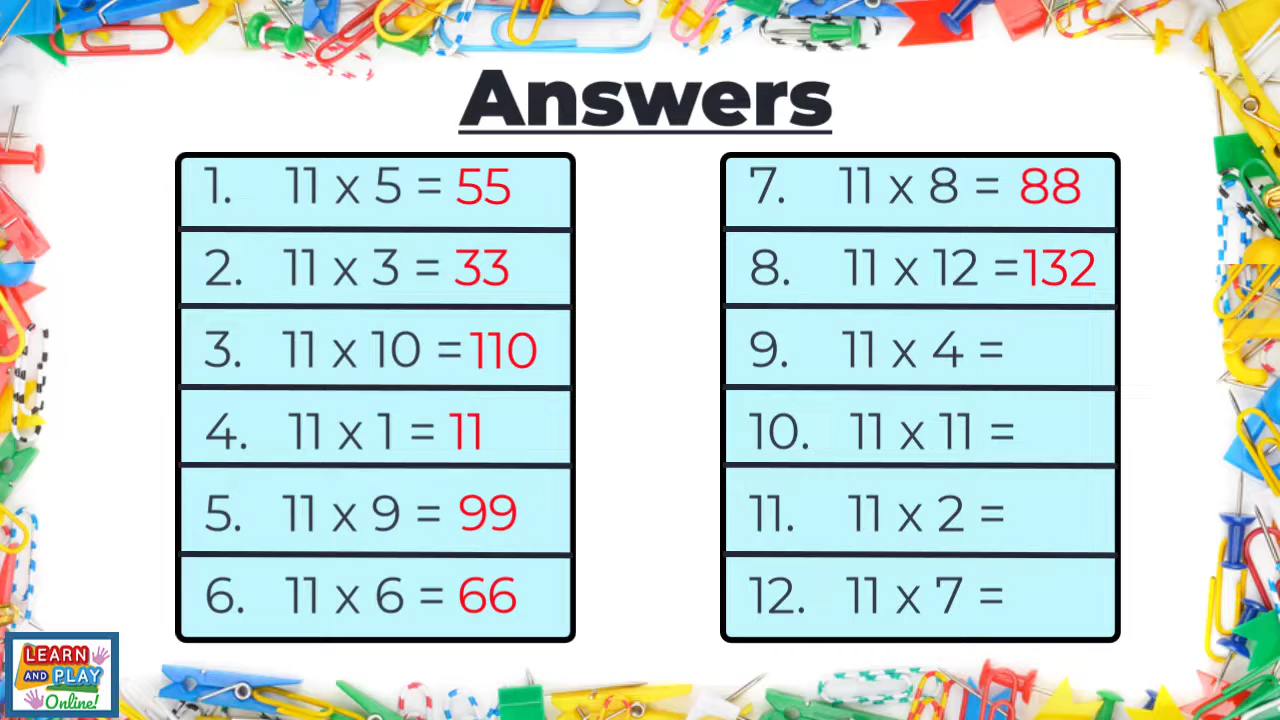 Answers
1. 11 x 5 = 55
2. 11 x 3 = 33
3. 11 x 10 =110
4. 11 x 1 = 11
5. 11 x 9 = 99
6. 11 x 6 = 66
7. 11 x 8 = 88
8. 11 x 12 =132
9. 11 x 4 =
10. 11 x 11 =
11. 11 x 2 =
12. 11 x 7 =
LEARN
AND PLAY
Online!